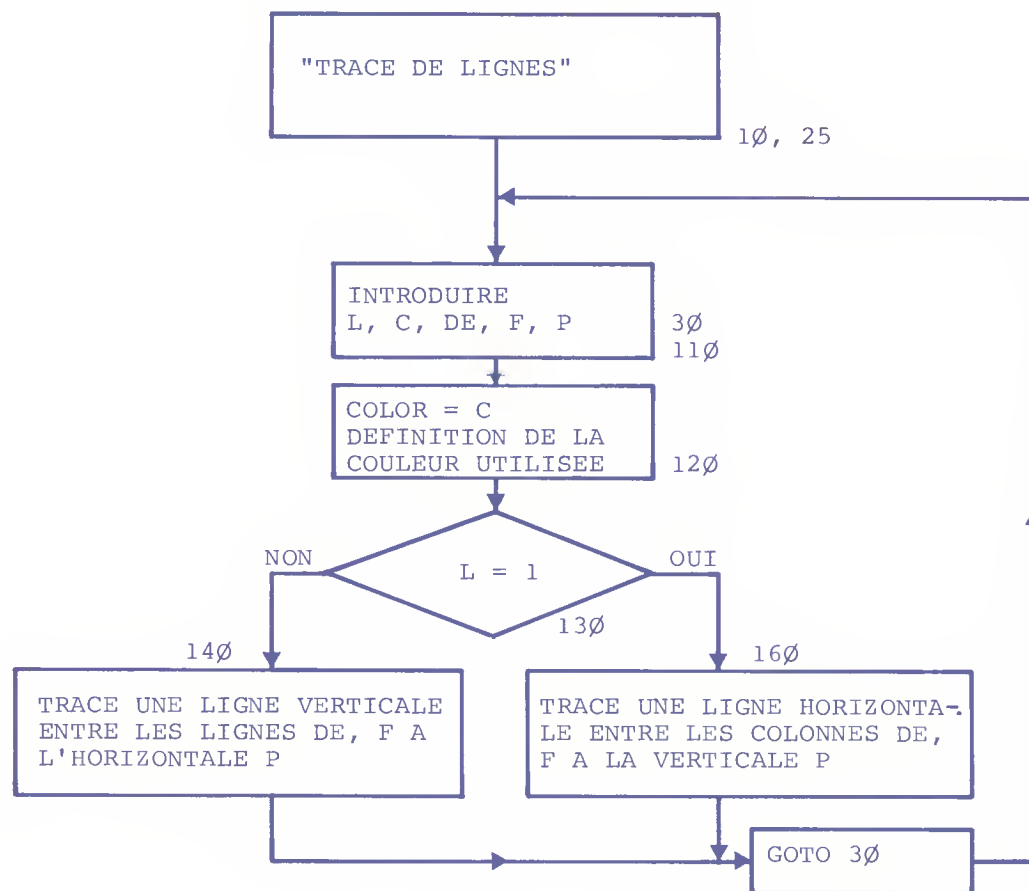 "TRACE DE LIGNES"
1Ø, 25
INTRODUIRE
L, C, DE, F, P
3Ø
11Ø
COLOR = C
DEFINITION DE LA
COULEUR UTILISEE
12Ø
NON
L = 1
OUI
13Ø
14Ø
16Ø
TRACE UNE LIGNE VERTICALE
ENTRE LES LIGNES DE, F A
L'HORIZONTALE P
TRACE UNE LIGNE HORIZONTA-
LE ENTRE LES COLONNES DE,
F A LA VERTICALE P
GOTO 3Ø